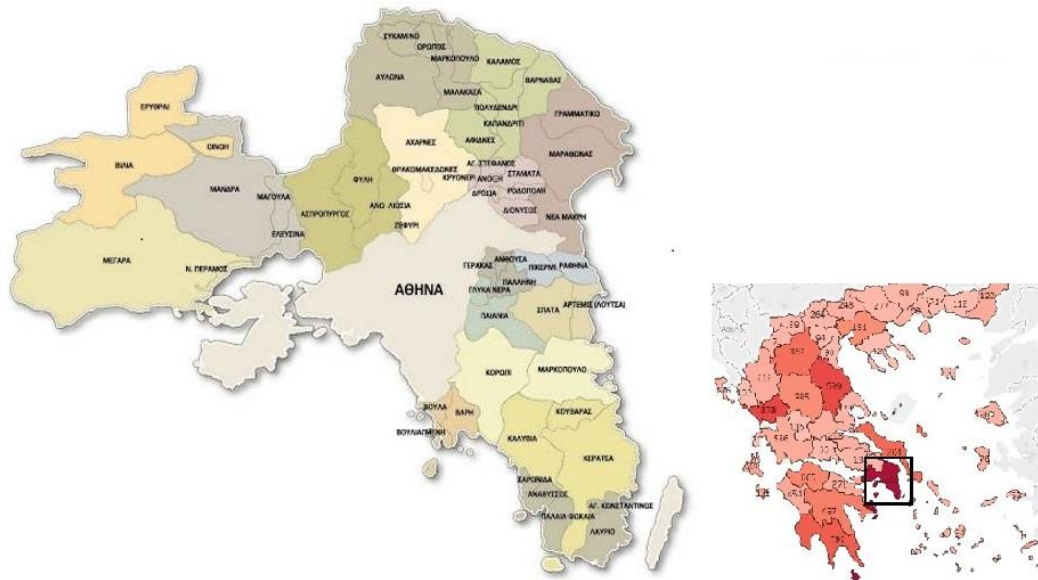 ΣΥΚΑΜΙΝΟ
ΩΡΩΠΟΣ
ΜΑΡΚΟΠΟΥΛΟ
ΚΑΛΑΜΟΣ
ΑΥΛΩΝΑ
ΒΑΡΝΑΒΑΣ
ΜΑΛΑΚΑΣΑ
ΕΡΥΘΡΑΙ
ΠΟΛΥΔΕΝΔΡΙ
ΓΡΑΜΜΑΤΙΚΟ
ΚΑΠΑΝΔΡΙΤΙ
ΑΧΑΡΝΕΣ
ΑΦΙΔΝΕΣ
ΟΙΝΟΗ
ΜΑΡΑΘΩΝΑΣ
ΒΙΛΙΑ
ΑΓ. ΣΤΕΦΑΝΟΣ
ΘΡΑΚΟΜΑΚΕΔΟΝΕΣ
ΦΥΛΗ
ΚΡΥΟΝΕΡΙ
ΑΝΟΙΞΗ
ΣΤΑΜΑΤΑ
ΜΑΝΔΡΑ
ΔΡΟΣΙΑ
ΡΟΔΟΠΟΛΗ
ΜΑΓΟΥΛΑ
ΑΝΩ ΛΙΟΣΙΑ
ΑΣΠΡΟΠΥΡΓΟΣ
ΔΙΟΝΥΣΟΣ
ΝΕΑ ΜΑΚΡΗ
ΖΕΦΥΡΙ
ΕΛΕΥΣΙΝΑ
ΜΕΓΑΡΑ
ΑΝΘΟΥΣΑ
Ν. ΠΕΡΑΜΟΣ
ΓΕΡΑΚΑΣ
ΠΙΚΕΡΜΙ
ΡΑΦΗΝΑ
ΠΑΛΛΗΝΗ
ΑΘΗΝΑ
ΓΛΥΚΑ ΝΕΡΑ
ΣΠΑΤΑ
ΑΡΤΕΜΙΣ (ΛΟΥΤΣΑ)
ΠΑΙΑΝΙΑ
ΚΟΡΩΠΙ
ΜΑΡΚΟΠΟΥΛΟ
ΒΟΥΛΑ
ΒΑΡΗ
ΚΟΥΒΑΡΑΣ
ΒΟΥΛΙΑΓΜΕΝΗ
ΚΑΛΥΒΙΑ
ΚΕΡΑΤΕΑ
ΣΑΡΩΝΙΔΑ
ΑΝΑΒΥΣΣΟΣ
ΑΓ. ΚΩΝΣΤΑΝΤΙΝΟΣ
ΠΑΛΑΙΑ ΦΩΚΑΙΑ
ΛΑΥΡΙΟ